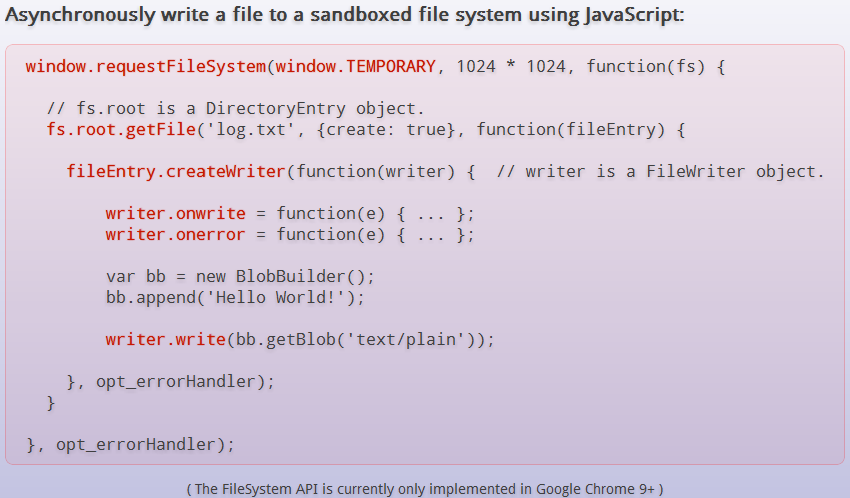 Asynchronously write a file to a sandboxed file system using JavaScript:
window.requestFileSystem(window.TEMPORARY, 1024 * 1024, function(fs) {
// fs.root is a DirectoryEntry object.
fs.root.getFile('log.txt', {create: true}, function(fileEntry) {
fileEntry.createWriter(function(writer) {  // writer is a FileWriter object.
writer.onwrite = function(e) { ... };
writer.onerror = function(e) { ... };
var bb = new BlobBuilder();
bb.append('Hello World!');
writer.write(bb.getBlob('text/plain'));
}, opt_errorHandler);
}
}, opt_errorHandler);
( The FileSystem API is currently only implemented in Google Chrome 9+ )